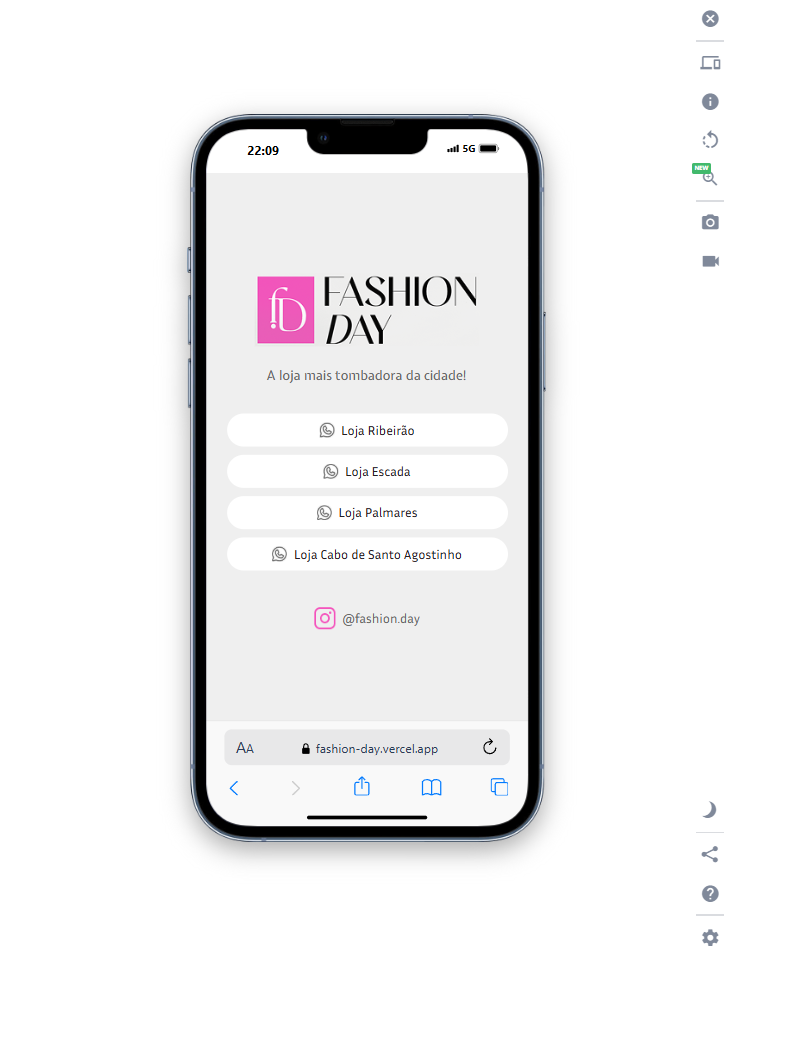 NEW
22:09 5G
fD FASHION
DAY
A loja mais tombadora da cidade!
Loja Ribeirão
Loja Escada
Loja Palmares
Loja Cabo de Santo Agostinho
@fashion.day
AA fashion-day.vercel.app